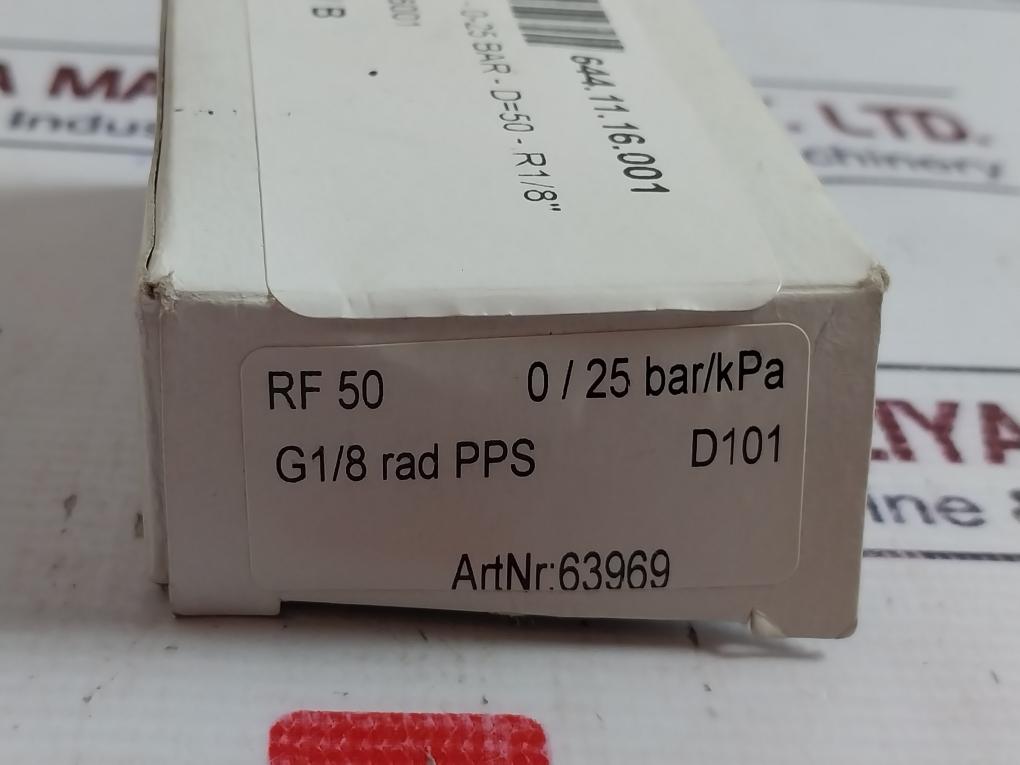 644.11.16.001
0-25 BAR - D=50 - R1/8"
B
RF 50 0 / 25 bar/kPa
G1/8 rad PPS D101
ArtNr:63969
LTD.